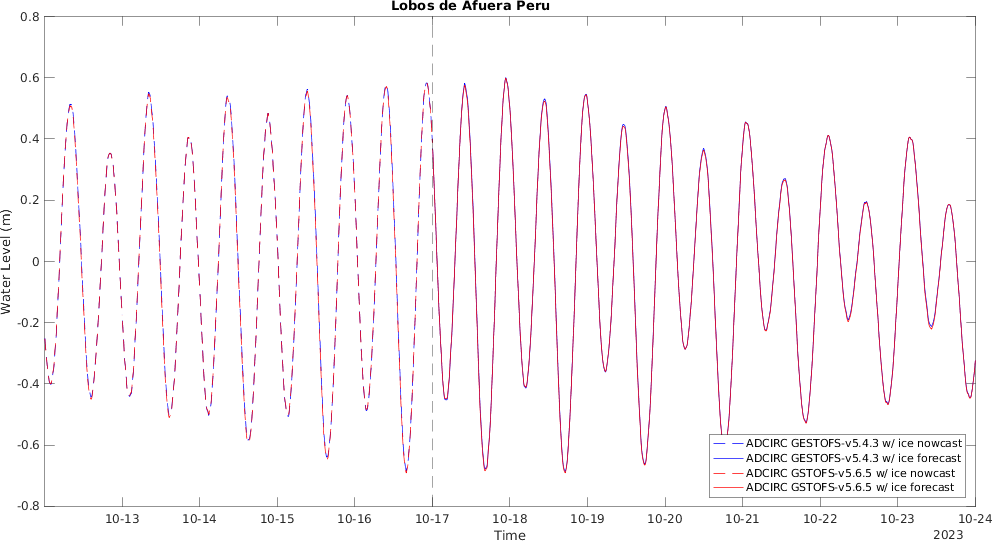 Lobos de Afuera Peru
0.8
0.6
0.4
0.2
0
-0.2
-0.4
-0.6
-0.8
Water Level (m)
ADCIRC GESTOFS-v5.4.3 w/ ice nowcast
ADCIRC GESTOFS-v5.4.3 w/ ice forecast
ADCIRC GSTOFS-v5.6.5 w/ ice nowcast
ADCIRC GSTOFS-v5.6.5 w/ ice forecast
10-13 10-14 10-15 10-16 10-17 10-18 10-19 10-20 10-21 10-22 10-23 10-24
Time
2023